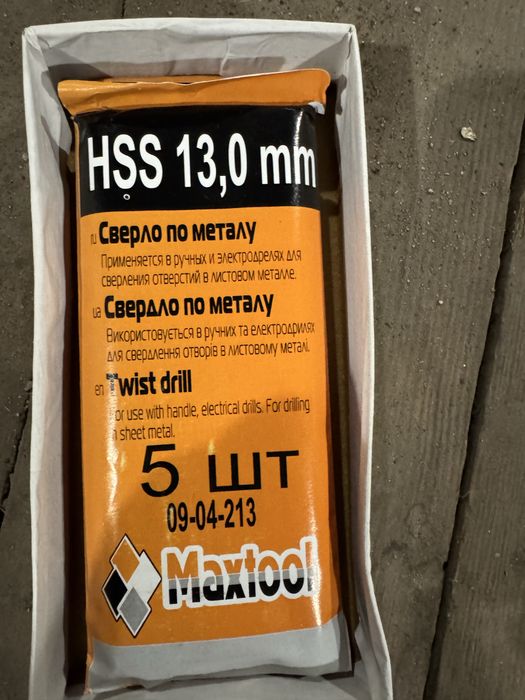 HSS 13,0 mm
ru Сверло по металу
Применяется в ручных и электродрелях для
сверления отверстий в листовом металле.
ua Свердло по металу
Використовується в ручних та електродрилях
для свердлення отворів в листовому металі.
en Twist drill
For use with handle, electrical drills. For drilling
in sheet metal.
5 шт
09-04-213
Maxtool